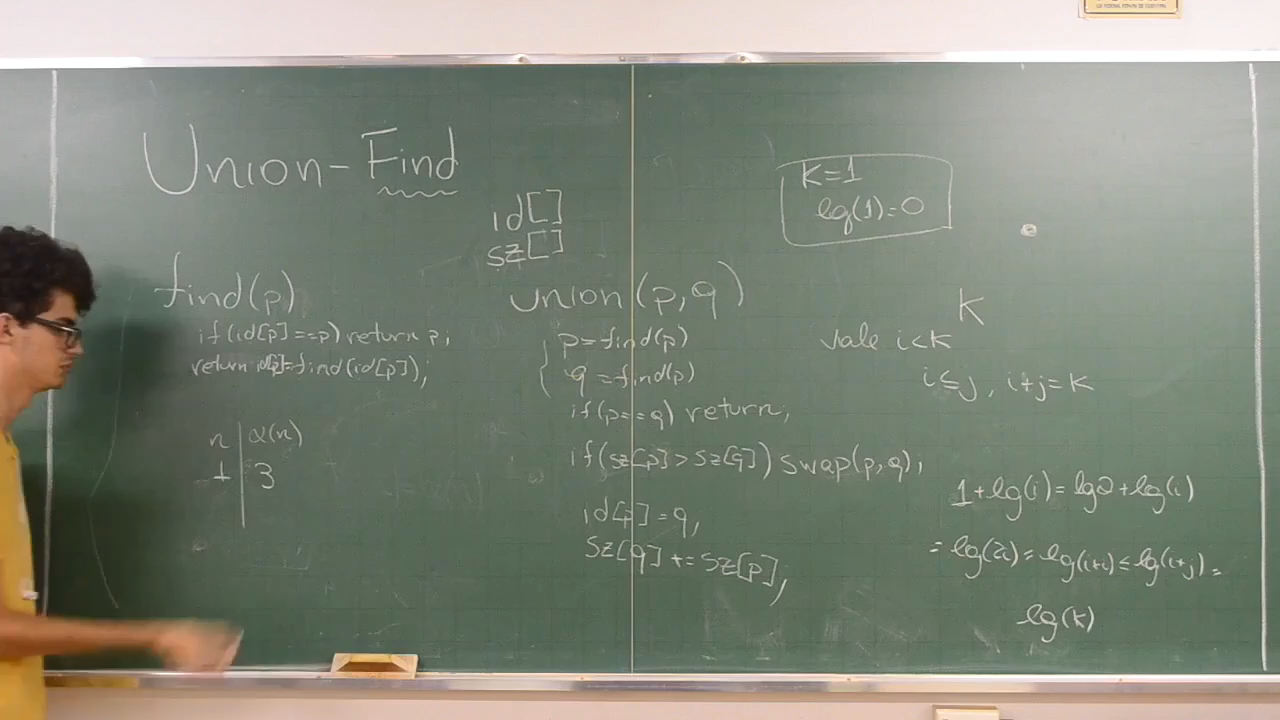 Union-Find
id[]
sz[]
find(p)
if(id[p]==p) return p;
return id[p]=find(id[p]);
n | α(n)
1 | 3
union(p,q)
p=find(p)
q=find(p)
if(p==q) return;
if(sz[p]>sz[q]) swap(p,q);
id[p]=q;
sz[q] += sz[p];
K=1
lg(1)=0
K
vale i<k
i≤j, i+j=K
1+lg(i)=lg2+lg(i)
=lg(2i)=lg(i+i)≤lg(i+j)=
lg(k)